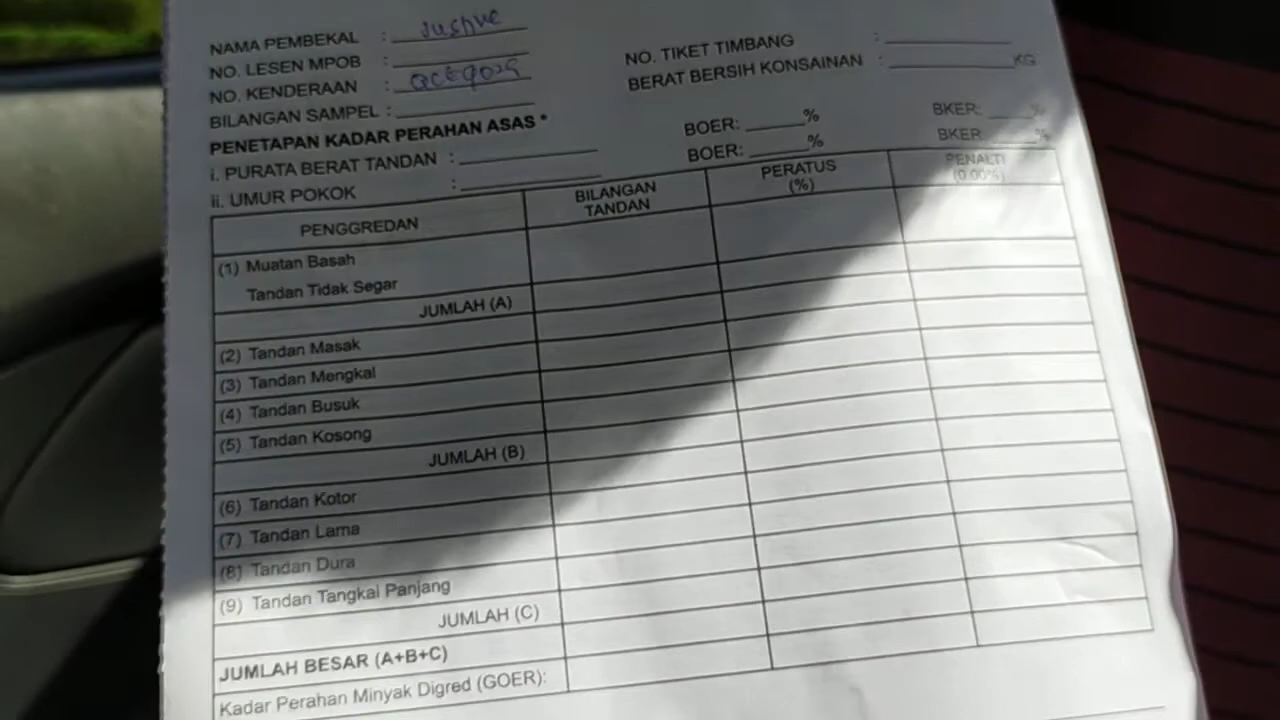 NAMA PEMBEKAL : Jushue
NO. LESEN MPOB :
NO. KENDERAAN : QCE9029
BILANGAN SAMPEL :
NO. TIKET TIMBANG :
BERAT BERSIH KONSAINAN : KG
PENETAPAN KADAR PERAHAN ASAS *
i. PURATA BERAT TANDAN : BOER: % BKER: %
ii. UMUR POKOK : BOER: % BKER %
PENGGREDAN
BILANGAN TANDAN
PERATUS (%)
PENALTI (0.00%)
(1) Muatan Basah
Tandan Tidak Segar
JUMLAH (A)
(2) Tandan Masak
(3) Tandan Mengkal
(4) Tandan Busuk
(5) Tandan Kosong
JUMLAH (B)
(6) Tandan Kotor
(7) Tandan Lama
(8) Tandan Dura
(9) Tandan Tangkai Panjang
JUMLAH (C)
JUMLAH BESAR (A+B+C)
Kadar Perahan Minyak Digred (GOER):